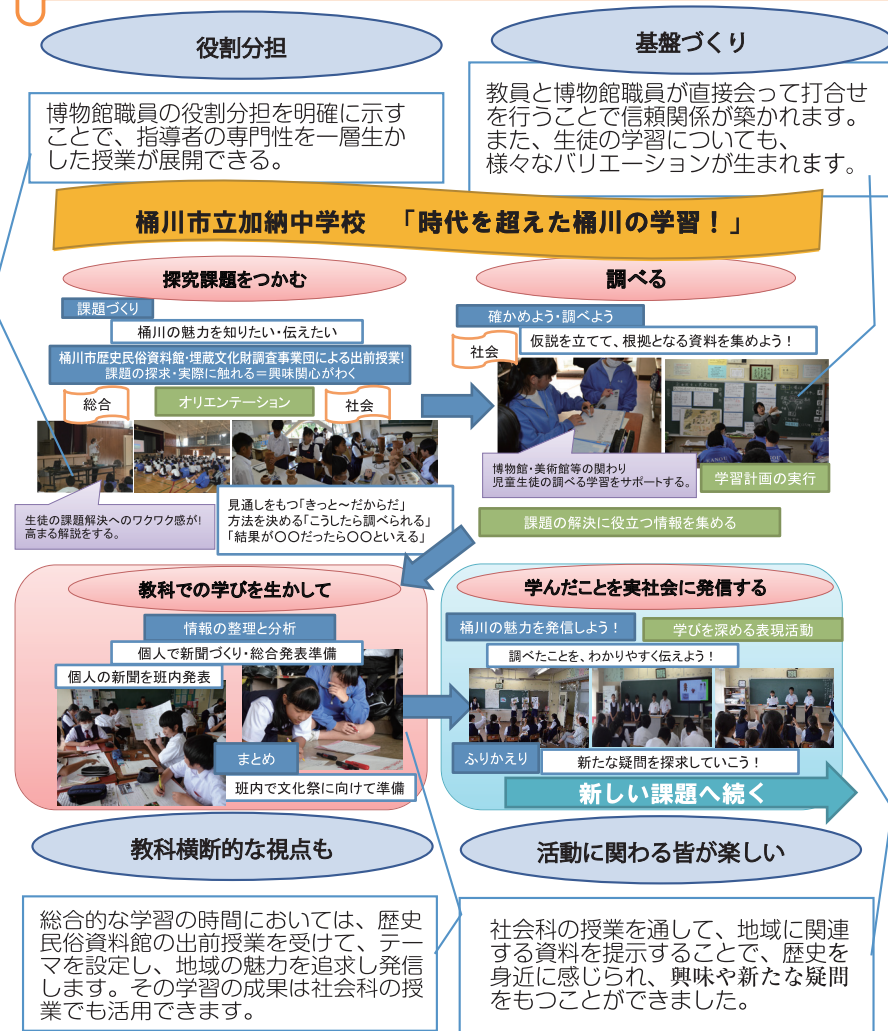 役割分担
博物館職員の役割分担を明確に示す
ことで、指導者の専門性を一層生か
した授業が展開できる。
基盤づくり
教員と博物館職員が直接会って打合せ
を行うことで信頼関係が築かれます。
また、生徒の学習についても、
様々なバリエーションが生まれます。
桶川市立加納中学校　「時代を超えた桶川の学習！」
探究課題をつかむ
課題づくり
桶川の魅力を知りたい・伝えたい
桶川市歴史民俗資料館・埋蔵文化財調査事業団による出前授業!
課題の探求・実際に触れる＝興味関心がわく
総合
オリエンテーション
社会
生徒の課題解決へのワクワク感が!
高まる解説をする。
見通しをもつ「きっと～だからだ」
方法を決める「こうしたら調べられる」
「結果が〇〇だったら〇〇といえる」
調べる
確かめよう・調べよう
仮説を立てて、根拠となる資料を集めよう！
社会
博物館・美術館等の関わり
児童生徒の調べる学習をサポートする。
学習計画の実行
課題の解決に役立つ情報を集める
教科での学びを生かして
情報の整理と分析
個人で新聞づくり・総合発表準備
個人の新聞を班内発表
まとめ
班内で文化祭に向けて準備
学んだことを実社会に発信する
桶川の魅力を発信しよう！
学びを深める表現活動
調べたことを、わかりやすく伝えよう！
ふりかえり
新たな疑問を探求していこう！
新しい課題へ続く
教科横断的な視点も
総合的な学習の時間においては、歴史
民俗資料館の出前授業を受けて、テー
マを設定し、地域の魅力を追求し発信
します。その学習の成果は社会科の授
業でも活用できます。
活動に関わる皆が楽しい
社会科の授業を通して、地域に関連
する資料を提示することで、歴史を
身近に感じられ、興味や新たな疑問
をもつことができました。